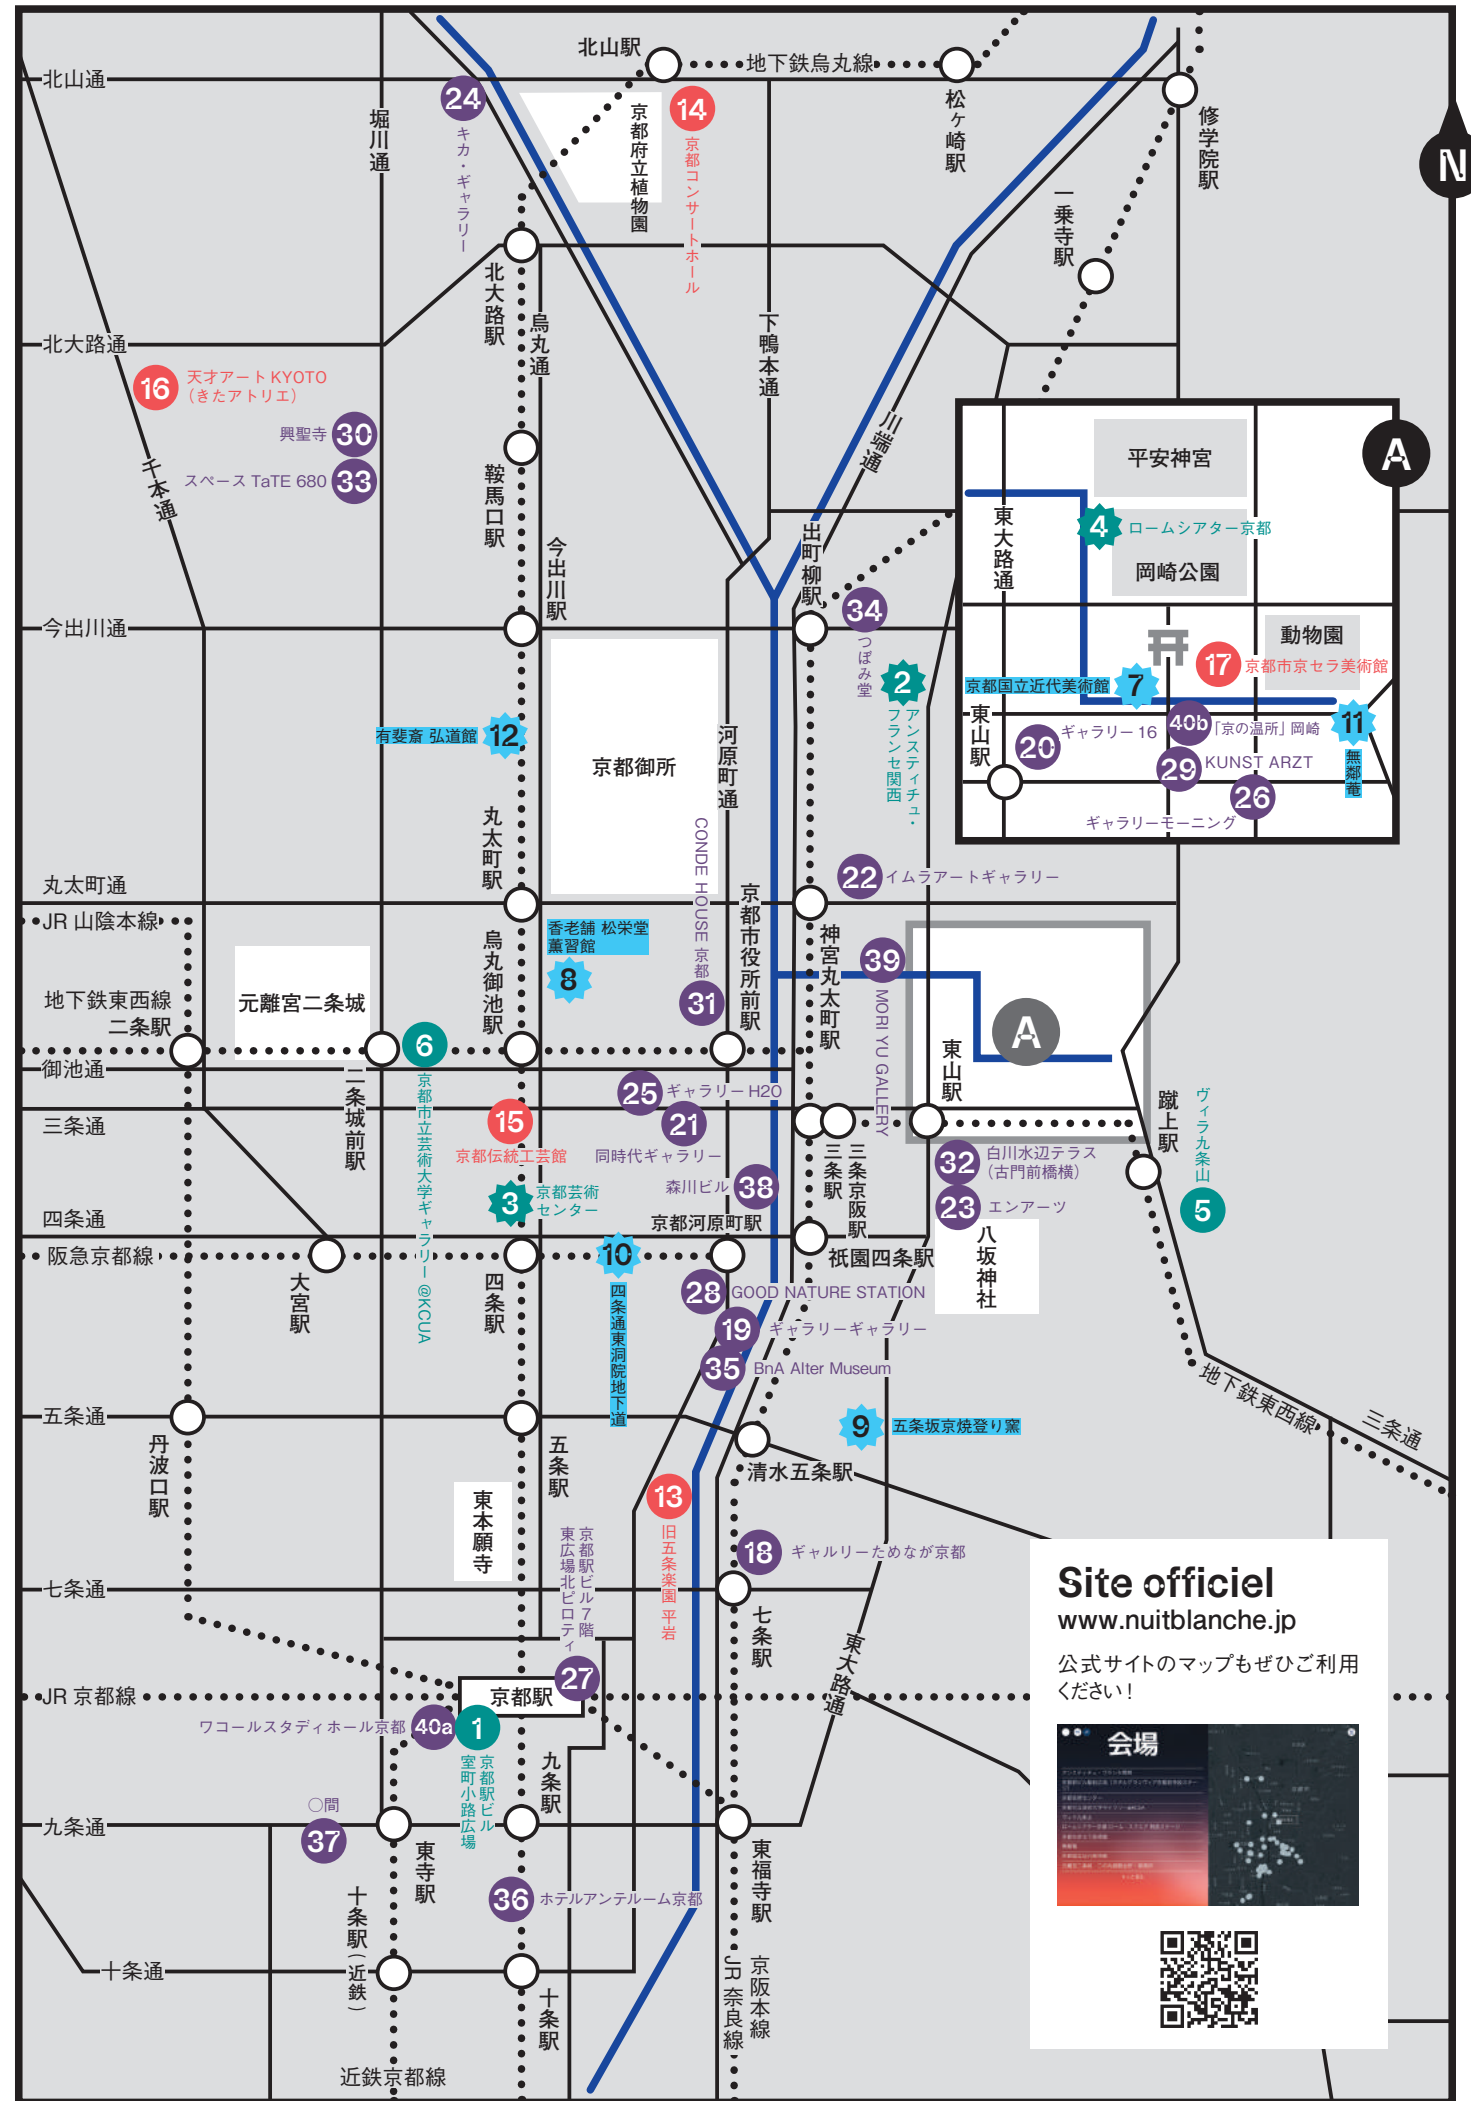 北山駅
地下鉄烏丸線
北山通
24
キカ・ギャラリー
堀川通
京都府立植物園
14
京都コンサートホール
松ヶ崎駅
修学院駅
N
一乗寺駅
北大路駅
烏丸通
下鴨本通
北大路通
16
天才アート KYOTO
（きたアトリエ）
興聖寺
30
スペース TaTE 680
33
千本通
鞍馬口駅
川端通
A
平安神宮
4
ロームシアター京都
東大路通
岡崎公園
動物園
17
京都市京セラ美術館
京都国立近代美術館
7
東山駅
20
ギャラリー 16
40b
「京の温所」岡崎
11
無鄰菴
29
KUNST ARZT
26
ギャラリーモーニング
今出川駅
出町柳駅
今出川通
34
つぼみ堂
2
アンスティチュ・
フランセ関西
有斐斎 弘道館
12
京都御所
河原町通
丸太町駅
CONDE HOUSE 京都
31
丸太町通
22
イムラアートギャラリー
JR 山陰本線
香老舗 松栄堂
薫習館
8
烏丸御池駅
京都市役所前駅
神宮丸太町駅
39
MORI YU GALLERY
A
地下鉄東西線
二条駅
元離宮二条城
6
京都市立芸術大学ギャラリー @KCUA
東山駅
御池通
二条城前駅
25
ギャラリー H2O
三条通
15
京都伝統工芸館
21
同時代ギャラリー
三条駅
三条京阪駅
蹴上駅
ヴィラ九条山
5
32
白川水辺テラス
（古門前橋横）
森川ビル
38
3
京都芸術
センター
23
エンアーツ
四条通
京都河原町駅
阪急京都線
10
四条通東洞院地下道
祇園四条駅
八坂神社
大宮駅
四条駅
28
GOOD NATURE STATION
19
ギャラリーギャラリー
35
BnA Alter Museum
地下鉄東西線
三条通
五条通
9
五条坂京焼登り窯
丹波口駅
五条駅
清水五条駅
東本願寺
13
旧五条楽園 平岩
京都駅ビル 7 階
東広場北ピロティ
27
18
ギャルリーためなが京都
七条通
七条駅
東大路通
JR 京都線
京都駅
ワコールスタディホール京都
40a
1
京都駅ビル
室町小路広場
九条駅
〇間
37
九条通
東寺駅
東福寺駅
36
ホテルアンテルーム京都
十条駅（近鉄）
十条通
十条駅
JR 奈良線
京阪本線
近鉄京都線
Site officiel
www.nuitblanche.jp
公式サイトのマップもぜひご利用
ください！
会場